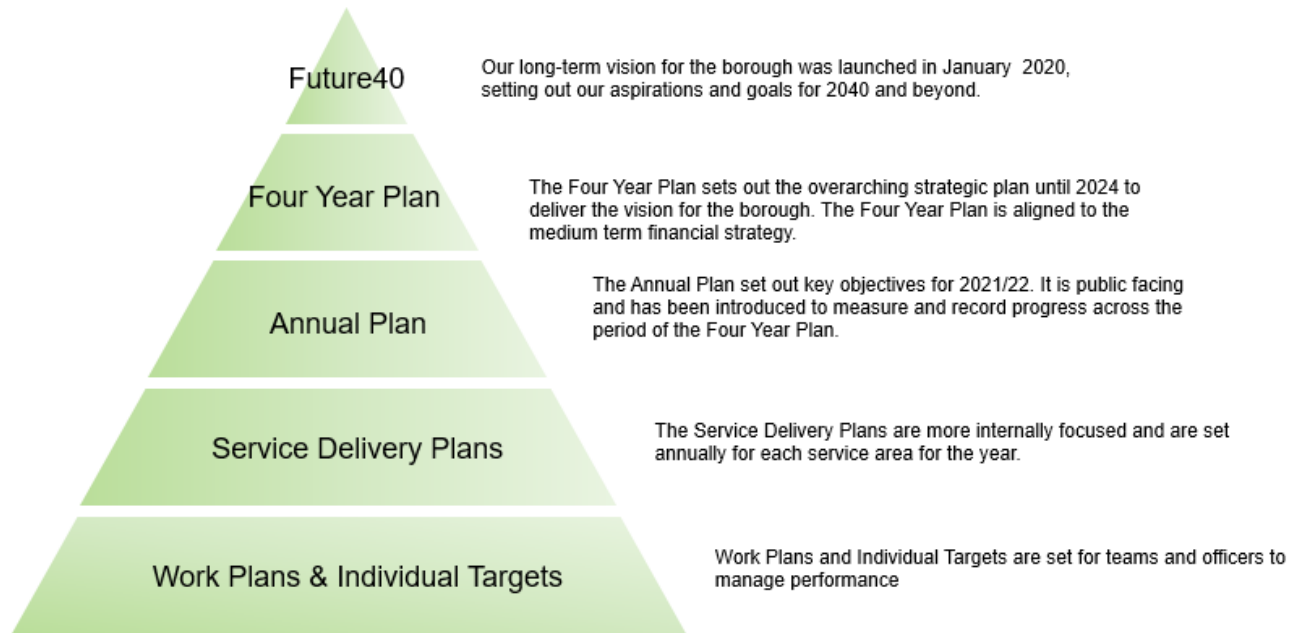 Future40
Our long-term vision for the borough was launched in January  2020,
setting out our aspirations and goals for 2040 and beyond.
Four Year Plan
The Four Year Plan sets out the overarching strategic plan until 2024 to
deliver the vision for the borough. The Four Year Plan is aligned to the
medium term financial strategy.
Annual Plan
The Annual Plan set out key objectives for 2021/22. It is public facing
and has been introduced to measure and record progress across the
period of the Four Year Plan.
Service Delivery Plans
The Service Delivery Plans are more internally focused and are set
annually for each service area for the year.
Work Plans & Individual Targets
Work Plans and Individual Targets are set for teams and officers to
manage performance